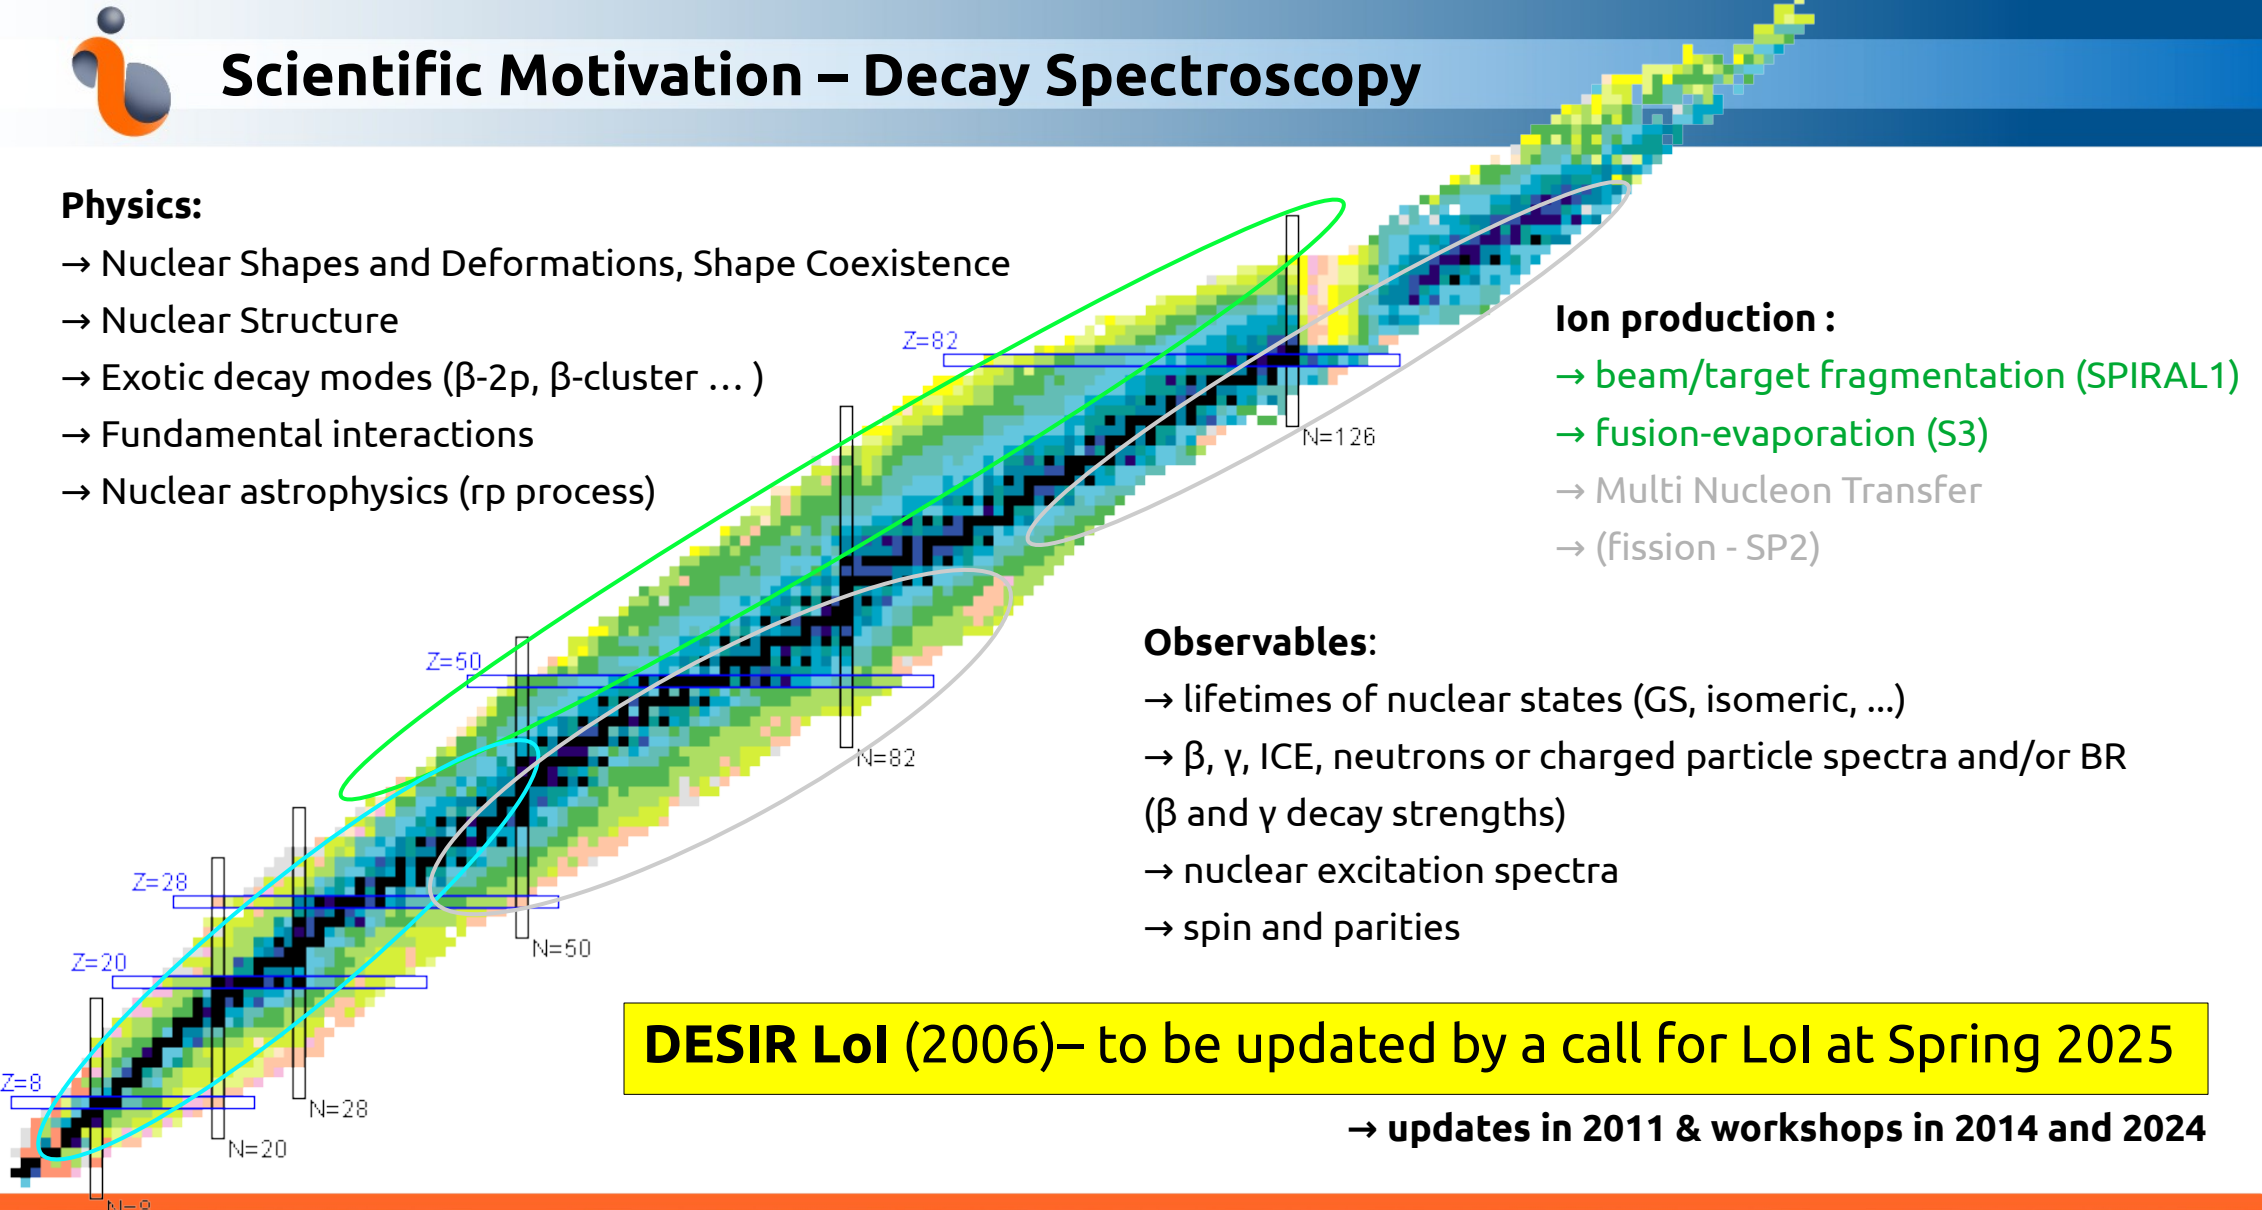 Scientific Motivation – Decay Spectroscopy
Physics:
→ Nuclear Shapes and Deformations, Shape Coexistence
→ Nuclear Structure
→ Exotic decay modes (β-2p, β-cluster … )
→ Fundamental interactions
→ Nuclear astrophysics (rp process)
Ion production :
→ beam/target fragmentation (SPIRAL1)
→ fusion-evaporation (S3)
→ Multi Nucleon Transfer
→ (fission - SP2)
Observables:
→ lifetimes of nuclear states (GS, isomeric, ...)
→ β, γ, ICE, neutrons or charged particle spectra and/or BR
(β and γ decay strengths)
→ nuclear excitation spectra
→ spin and parities
Z=82
N=126
Z=50
N=82
Z=28
N=50
Z=20
N=28
Z=8
N=20
N=8
DESIR LoI (2006)– to be updated by a call for LoI at Spring 2025
→ updates in 2011 & workshops in 2014 and 2024